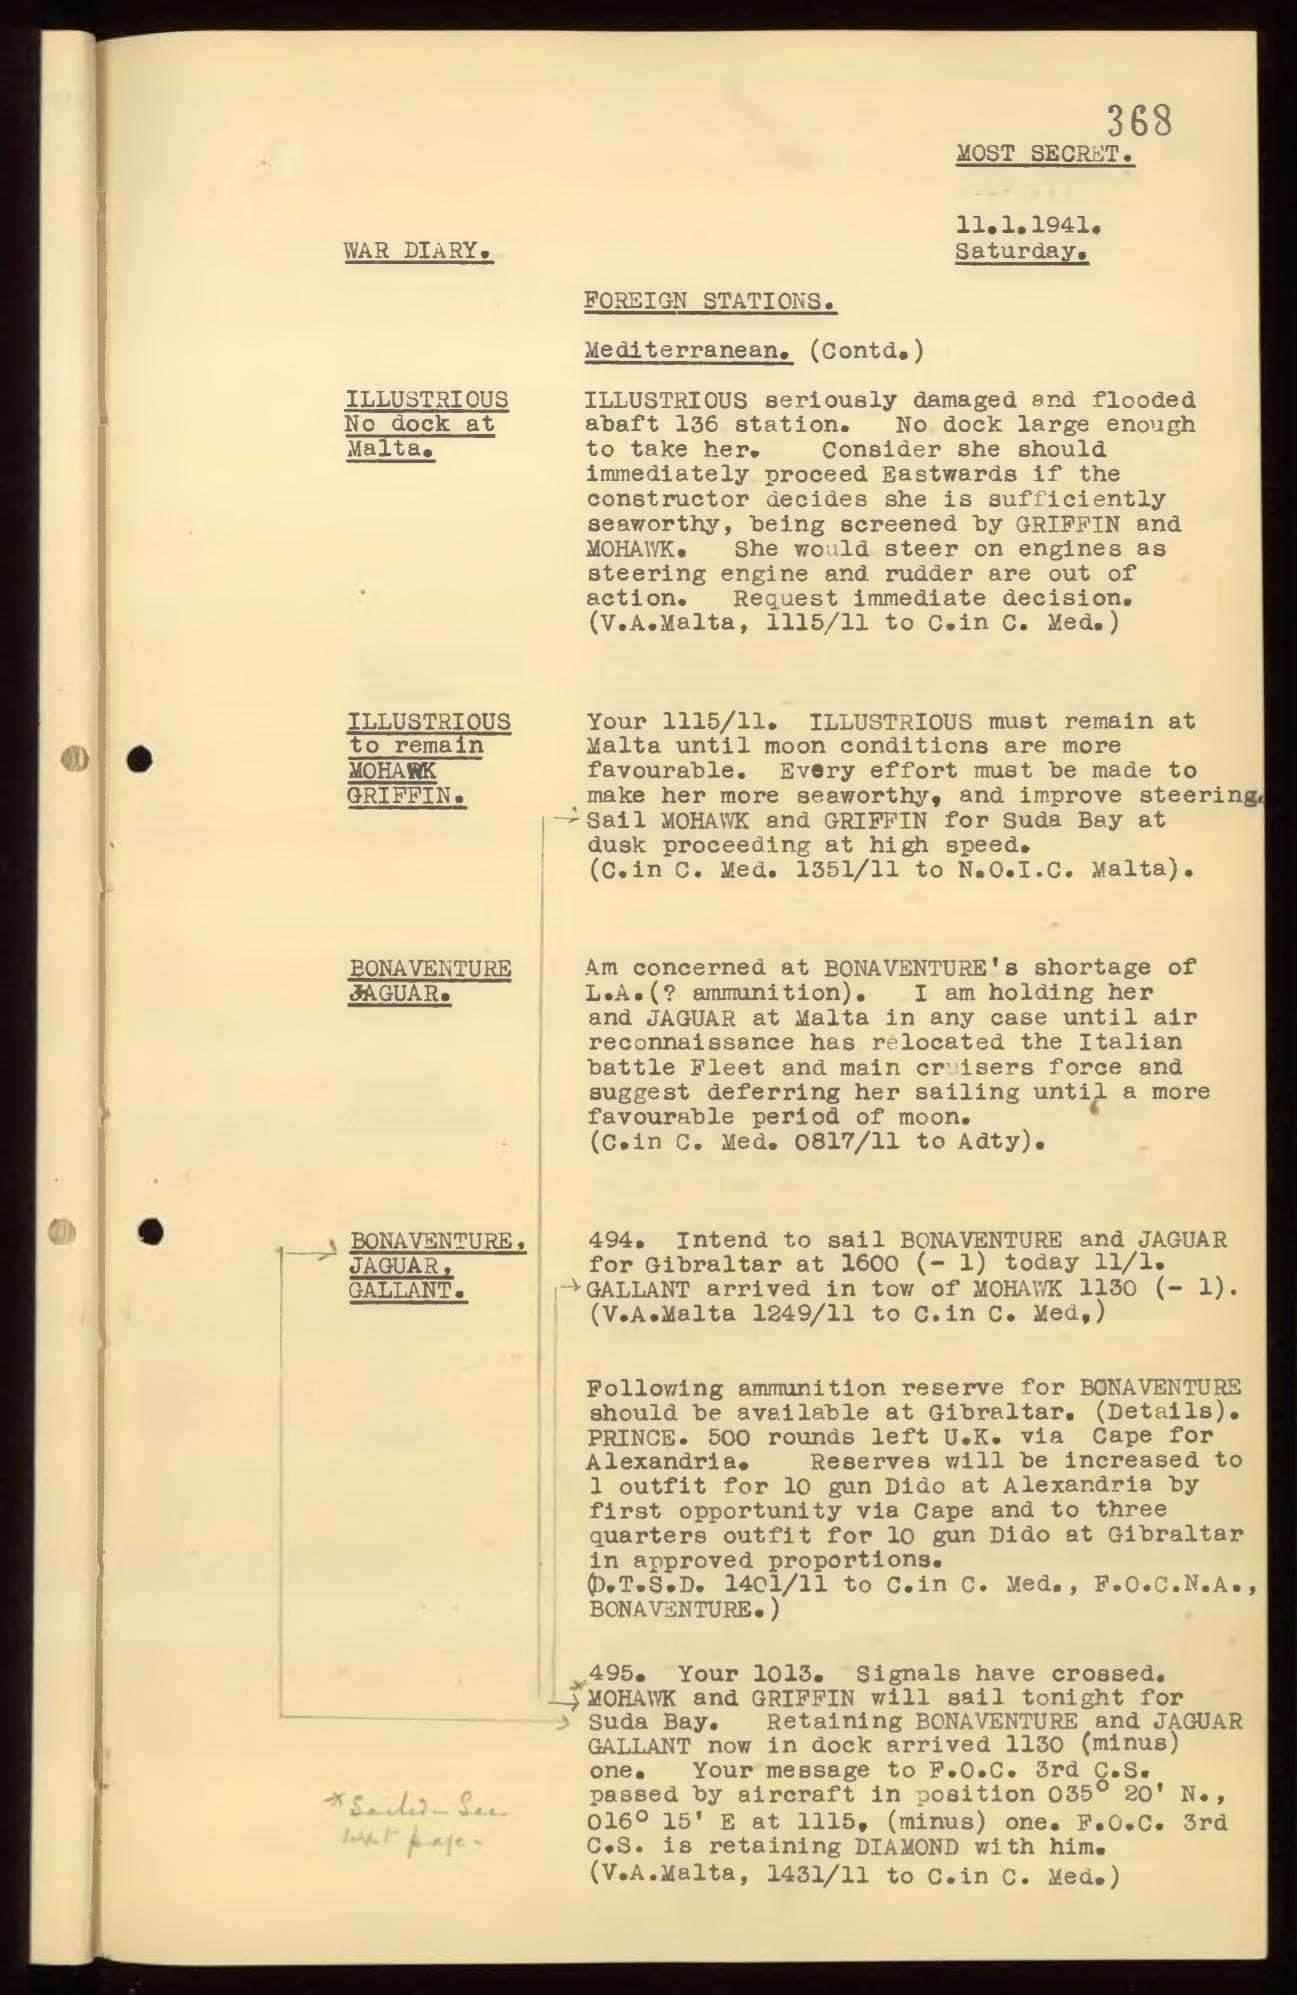 368
MOST SECRET.
11.1.1941.
Saturday.
WAR DIARY.
FOREIGN STATIONS.
Mediterranean. (Contd.)
ILLUSTRIOUS
No dock at
Malta.
ILLUSTRIOUS seriously damaged and flooded
abaft 136 station. No dock large enough
to take her. Consider she should
immediately proceed Eastwards if the
constructor decides she is sufficiently
seaworthy, being screened by GRIFFIN and
MOHAWK. She would steer on engines as
steering engine and rudder are out of
action. Request immediate decision.
(V.A.Malta, 1115/11 to C.in C. Med.)
ILLUSTRIOUS
to remain
MOHAWK
GRIFFIN.
Your 1115/11. ILLUSTRIOUS must remain at
Malta until moon conditions are more
favourable. Every effort must be made to
make her more seaworthy, and improve steering.
Sail MOHAWK and GRIFFIN for Suda Bay at
dusk proceeding at high speed.
(C.in C. Med. 1351/11 to N.O.I.C. Malta).
BONAVENTURE
JAGUAR.
Am concerned at BONAVENTURE's shortage of
L.A.(? ammunition). I am holding her
and JAGUAR at Malta in any case until air
reconnaissance has relocated the Italian
battle Fleet and main cruisers force and
suggest deferring her sailing until a more
favourable period of moon.
(C.in C. Med. 0817/11 to Adty).
BONAVENTURE,
JAGUAR,
GALLANT.
494. Intend to sail BONAVENTURE and JAGUAR
for Gibraltar at 1600 (- 1) today 11/1.
GALLANT arrived in tow of MOHAWK 1130 (- 1).
(V.A.Malta 1249/11 to C.in C. Med,)
Following ammunition reserve for BONAVENTURE
should be available at Gibraltar. (Details).
PRINCE. 500 rounds left U.K. via Cape for
Alexandria. Reserves will be increased to
1 outfit for 10 gun Dido at Alexandria by
first opportunity via Cape and to three
quarters outfit for 10 gun Dido at Gibraltar
in approved proportions.
(D.T.S.D. 1401/11 to C.in C. Med., F.O.C.N.A.,
BONAVENTURE.)
495. Your 1013. Signals have crossed.
MOHAWK and GRIFFIN will sail tonight for
Suda Bay. Retaining BONAVENTURE and JAGUAR
GALLANT now in dock arrived 1130 (minus)
one. Your message to F.O.C. 3rd C.S.
passed by aircraft in position 035° 20' N.,
016° 15' E at 1115, (minus) one. F.O.C. 3rd
C.S. is retaining DIAMOND with him.
(V.A.Malta, 1431/11 to C.in C. Med.)
x Sailed - See
next page.